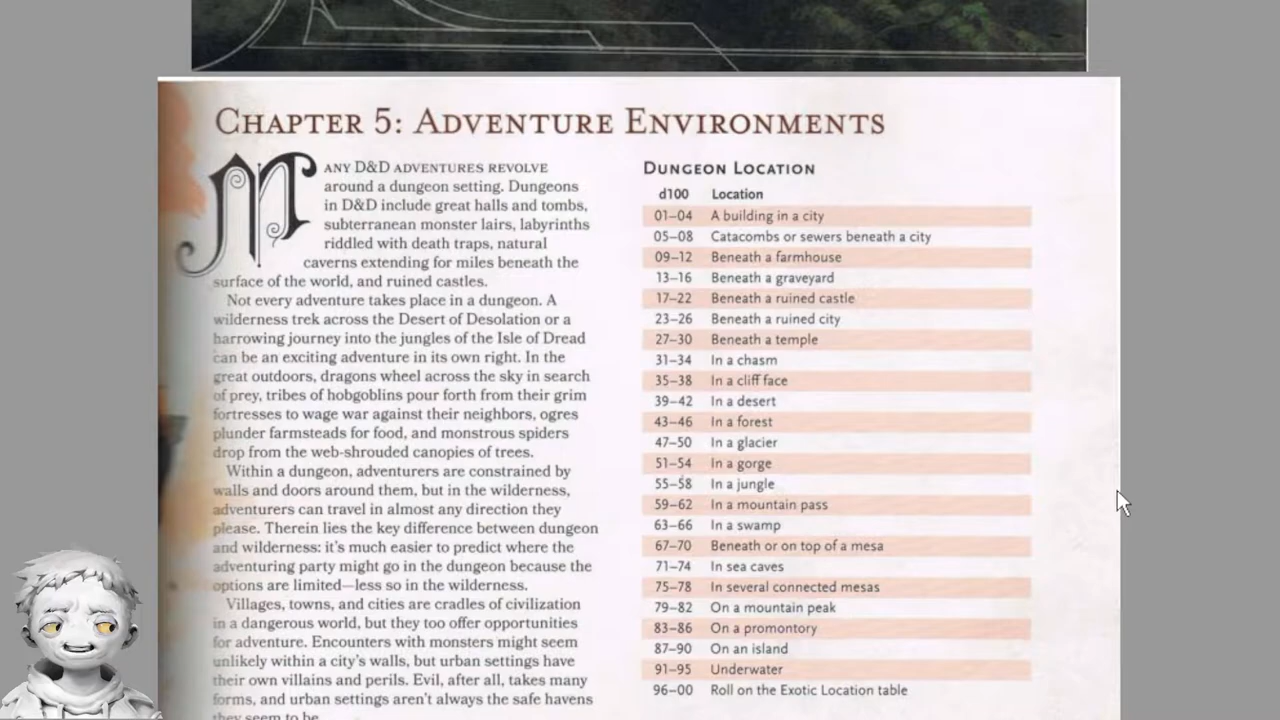 CHAPTER 5: ADVENTURE ENVIRONMENTS
MANY D&D ADVENTURES REVOLVE
around a dungeon setting. Dungeons
in D&D include great halls and tombs,
subterranean monster lairs, labyrinths
riddled with death traps, natural
caverns extending for miles beneath the
surface of the world, and ruined castles.
Not every adventure takes place in a dungeon. A
wilderness trek across the Desert of Desolation or a
harrowing journey into the jungles of the Isle of Dread
can be an exciting adventure in its own right. In the
great outdoors, dragons wheel across the sky in search
of prey, tribes of hobgoblins pour forth from their grim
fortresses to wage war against their neighbors, ogres
plunder farmsteads for food, and monstrous spiders
drop from the web-shrouded canopies of trees.
Within a dungeon, adventurers are constrained by
walls and doors around them, but in the wilderness,
adventurers can travel in almost any direction they
please. Therein lies the key difference between dungeon
and wilderness: it's much easier to predict where the
adventuring party might go in the dungeon because the
options are limited—less so in the wilderness.
Villages, towns, and cities are cradles of civilization
in a dangerous world, but they too offer opportunities
for adventure. Encounters with monsters might seem
unlikely within a city's walls, but urban settings have
their own villains and perils. Evil, after all, takes many
forms, and urban settings aren't always the safe havens
they seem to be.
DUNGEON LOCATION
d100 Location
01–04 A building in a city
05–08 Catacombs or sewers beneath a city
09–12 Beneath a farmhouse
13–16 Beneath a graveyard
17–22 Beneath a ruined castle
23–26 Beneath a ruined city
27–30 Beneath a temple
31–34 In a chasm
35–38 In a cliff face
39–42 In a desert
43–46 In a forest
47–50 In a glacier
51–54 In a gorge
55–58 In a jungle
59–62 In a mountain pass
63–66 In a swamp
67–70 Beneath or on top of a mesa
71–74 In sea caves
75–78 In several connected mesas
79–82 On a mountain peak
83–86 On a promontory
87–90 On an island
91–95 Underwater
96–00 Roll on the Exotic Location table